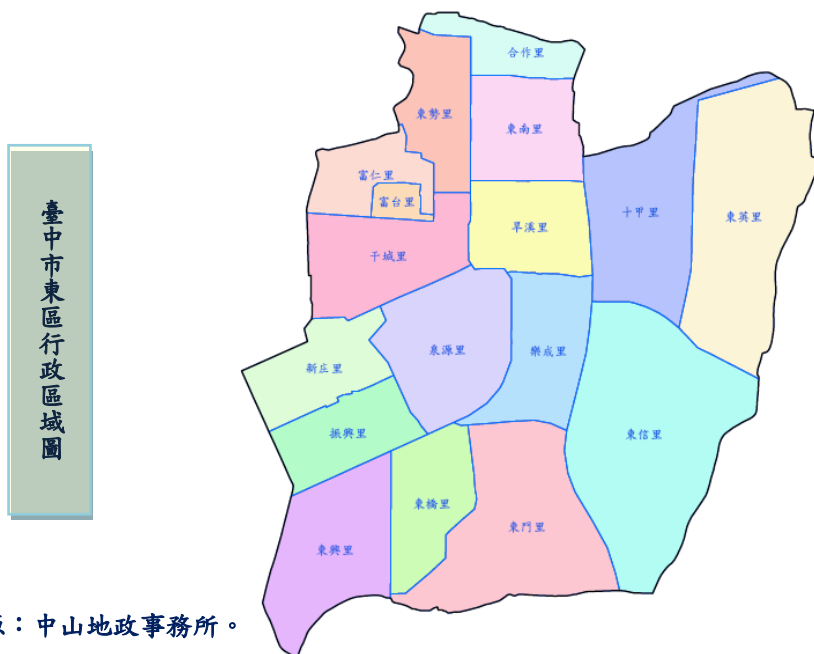 臺中市東區行政區域圖
合作里
東勢里
東南里
富仁里
富台里
旱溪里
十甲里
東英里
干城里
泉源里
樂成里
新庄里
振興里
東信里
東橋里
東門里
東興里
：中山地政事務所。